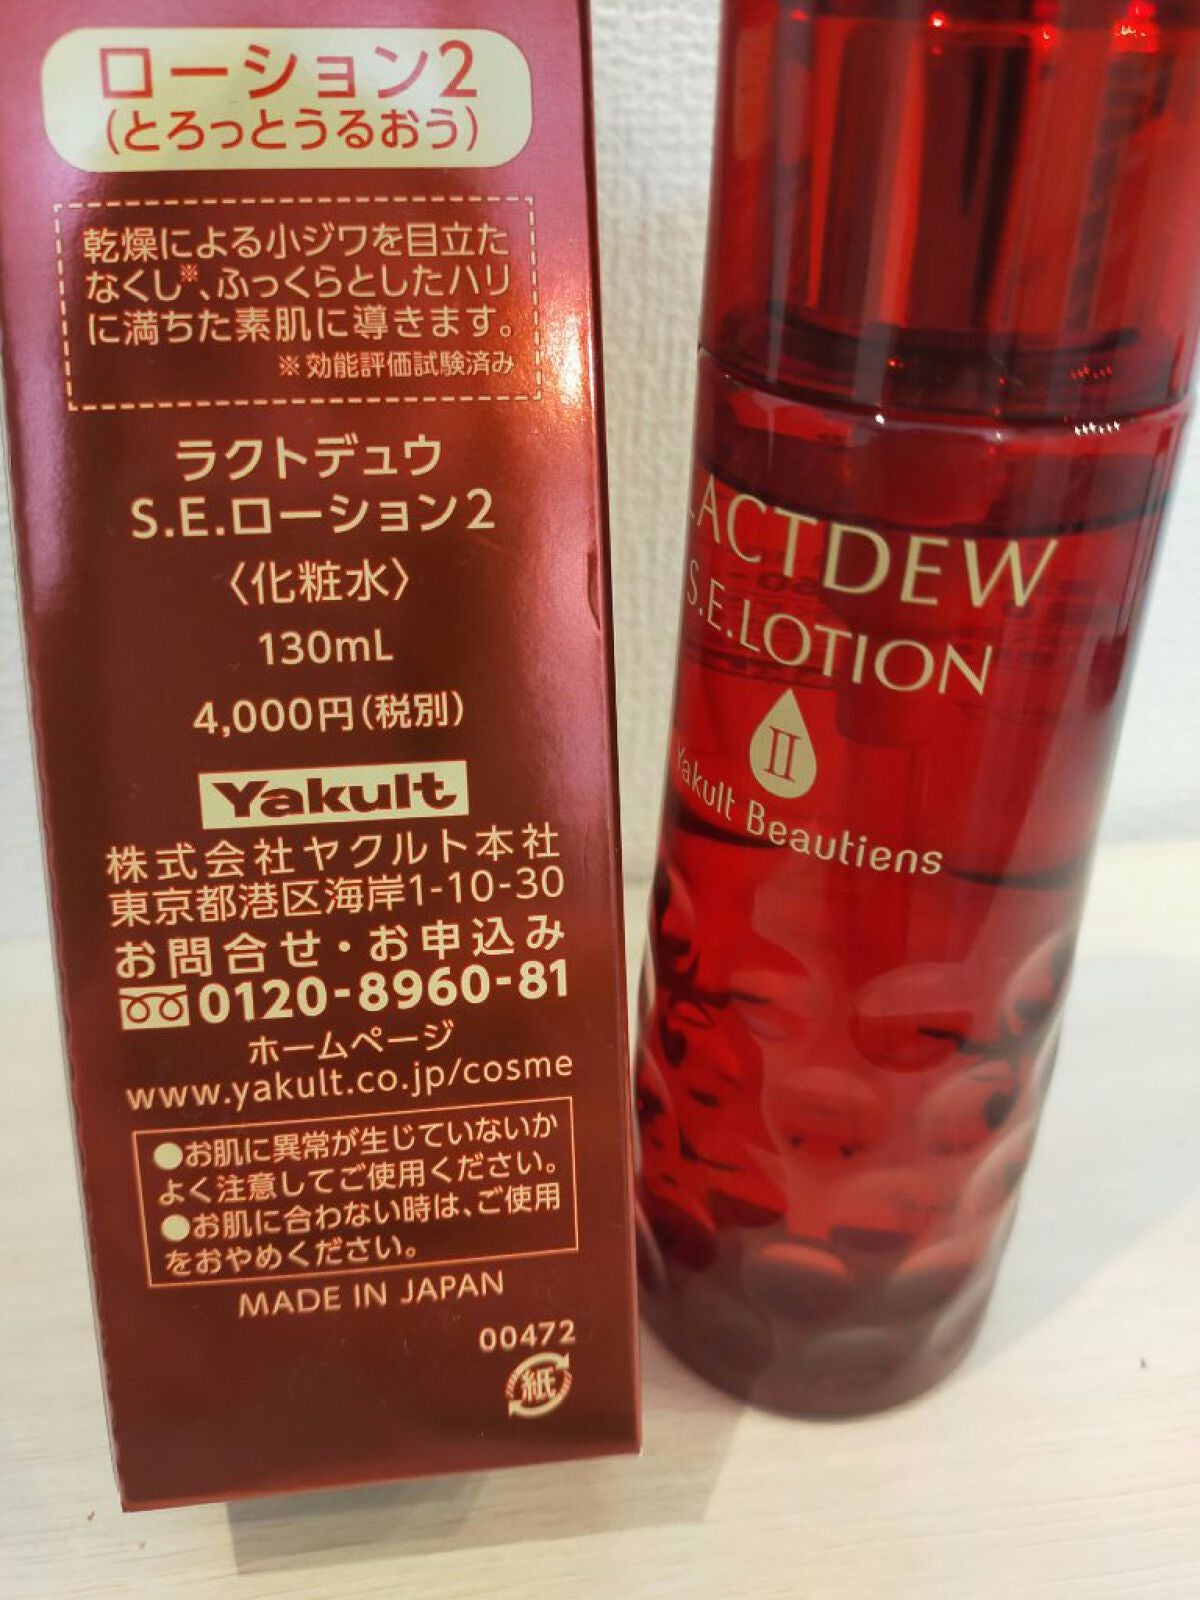 ローション2
(とろっとうるおう)
乾燥による小ジワを目立た
なくし※、ふっくらとしたハリ
に満ちた素肌に導きます。
※効能評価試験済み
ラクトデュウ
S.E.ローション2
〈化粧水〉
130mL
4,000円(税別)
Yakult
株式会社ヤクルト本社
東京都港区海岸1-10-30
お問合せ・お申込み
0120-8960-81
ホームページ
www.yakult.co.jp/cosme
●お肌に異常が生じていないか
よく注意してご使用ください。
●お肌に合わない時は、ご使用
をおやめください。
MADE IN JAPAN
00472
紙
LACTDEW
S.E.LOTION
II
Yakult Beautiens